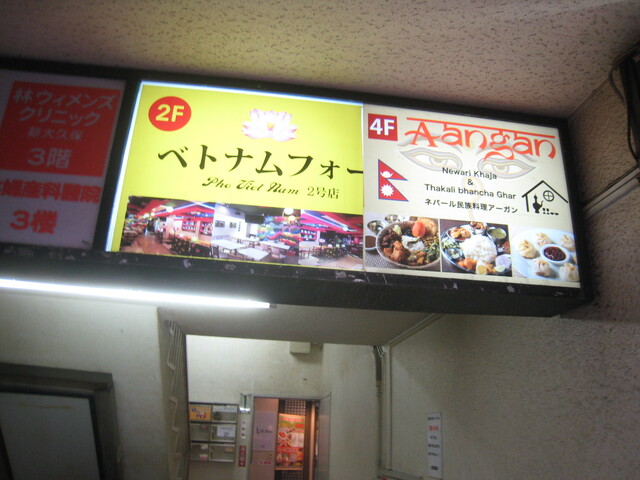 林ウィメンズ
クリニック
新大久保
3階
3楼
2F
ベトナムフォー
Pho Viet Nam 2号店
4F
Aangan
Newari Khaja
&
Thakali bhancha Ghar
ネパール民族料理アーガン